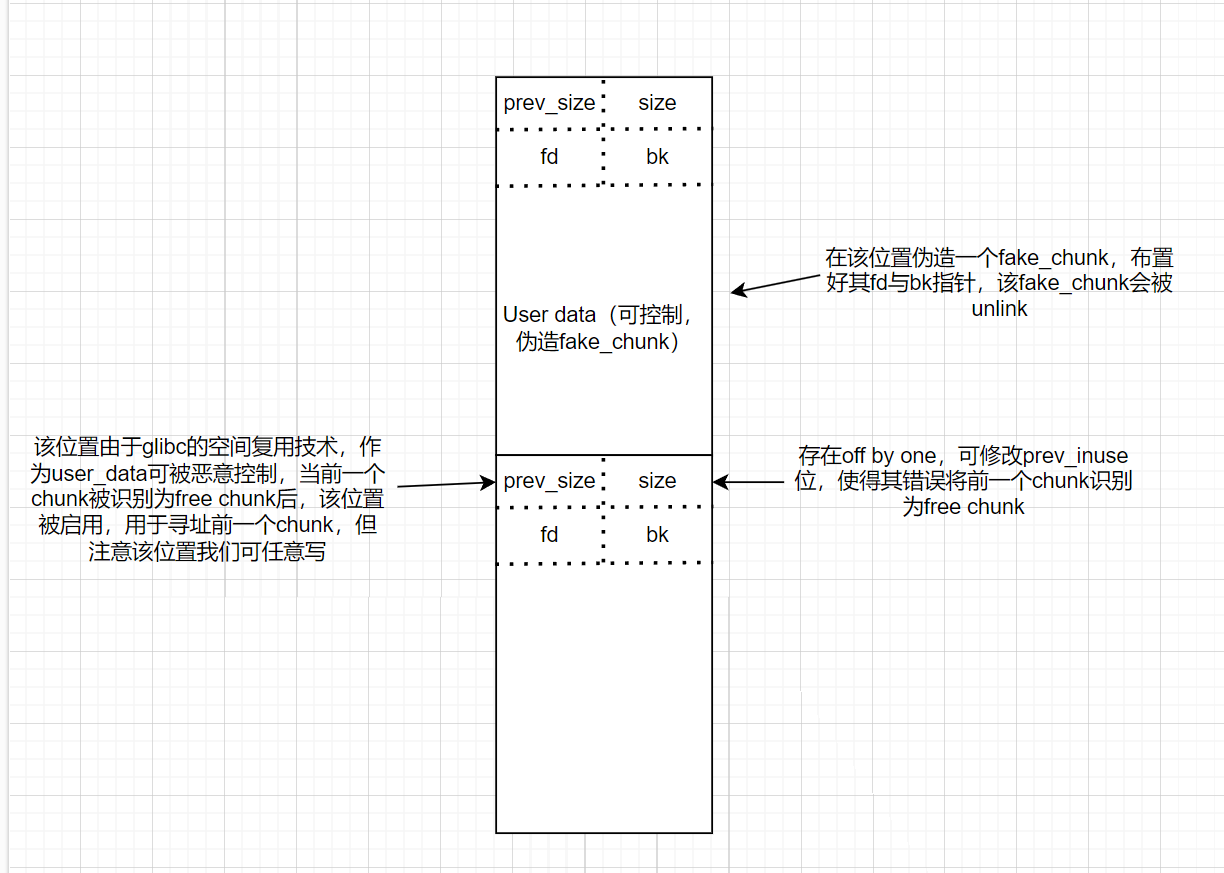 prev_size size
fd bk
在该位置伪造一个fake_chunk，布置
好其fd与bk指针，该fake_chunk会被
unlink
User data（可控制，
伪造fake_chunk）
该位置由于glibc的空间复用技术，作
为user_data可被恶意控制，当前一个
chunk被识别为free chunk后，该位置
被启用，用于寻址前一个chunk，但
注意该位置我们可任意写
prev_size size
fd bk
存在off by one，可修改prev_inuse
位，使得其错误将前一个chunk识别
为free chunk